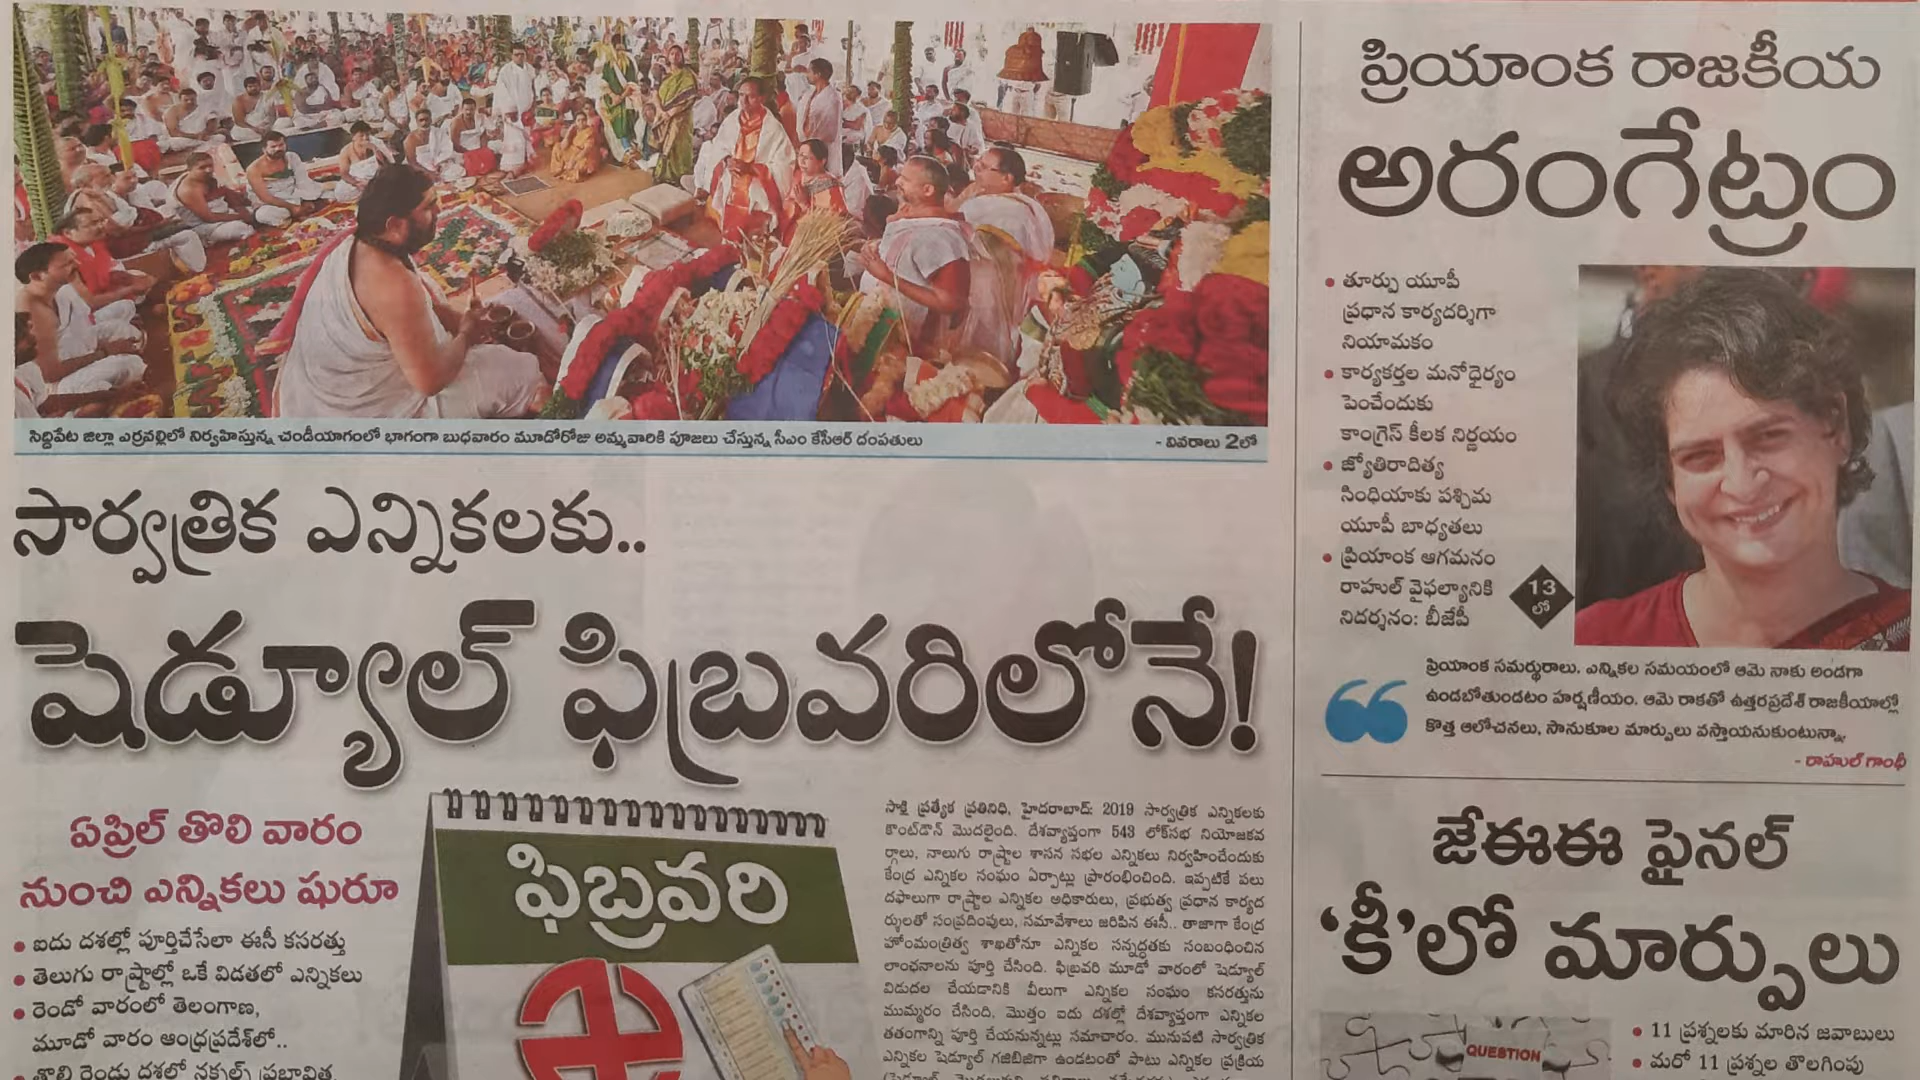 సిద్దిపేట జిల్లా ఎర్రవల్లిలో నిర్వహిస్తున్న చండీయాగంలో భాగంగా బుధవారం మూడోరోజు అమ్మవారికి పూజలు చేస్తున్న సీఎం కేసీఆర్ దంపతులు
- వివరాలు 2లో
సార్వత్రిక ఎన్నికలకు..
షెడ్యూల్ ఫిబ్రవరిలోనే!
ఏప్రిల్ తొలి వారం
నుంచి ఎన్నికలు షురూ
• ఐదు దశల్లో పూర్తిచేసేలా ఈసీ కసరత్తు
• తెలుగు రాష్ట్రాల్లో ఒకే విడతలో ఎన్నికలు
• రెండో వారంలో తెలంగాణ,
మూడో వారం ఆంధ్రప్రదేశ్‌లో..
• తొలి రెండు దశల్లో నక్సల్స్ ప్రభావిత
ఫిబ్రవరి
సాక్షి ప్రత్యేక ప్రతినిధి, హైదరాబాద్: 2019 సార్వత్రిక ఎన్నికలకు
కౌంట్‌డౌన్ మొదలైంది. దేశవ్యాప్తంగా 543 లోక్‌సభ నియోజకవ
ర్గాలు, నాలుగు రాష్ట్రాల శాసన సభల ఎన్నికలు నిర్వహించేందుకు
కేంద్ర ఎన్నికల సంఘం ఏర్పాట్లు ప్రారంభించింది. ఇప్పటికే పలు
దఫాలుగా రాష్ట్రాల ఎన్నికల అధికారులు, ప్రభుత్వ ప్రధాన కార్యద
ర్శులతో సంప్రదింపులు, సమావేశాలు జరిపిన ఈసీ.. తాజాగా కేంద్ర
హోంమంత్రిత్వ శాఖతోనూ ఎన్నికల సన్నద్ధతకు సంబంధించిన
లాంఛనాలను పూర్తి చేసింది. ఫిబ్రవరి మూడో వారంలో షెడ్యూల్
విడుదల చేయడానికి వీలుగా ఎన్నికల సంఘం కసరత్తును
ముమ్మరం చేసింది. మొత్తం ఐదు దశల్లో దేశవ్యాప్తంగా ఎన్నికల
తతంగాన్ని పూర్తి చేయనున్నట్లు సమాచారం. మునుపటి సార్వత్రిక
ఎన్నికల షెడ్యూల్ గజిబిజిగా ఉండటంతో పాటు ఎన్నికల ప్రక్రియ
ప్రియాంక రాజకీయ
అరంగేట్రం
• తూర్పు యూపీ
ప్రధాన కార్యదర్శిగా
నియామకం
• కార్యకర్తల మనోధైర్యం
పెంచేందుకు
కాంగ్రెస్ కీలక నిర్ణయం
• జ్యోతిరాదిత్య
సింధియాకు పశ్చిమ
యూపీ బాధ్యతలు
• ప్రియాంక ఆగమనం
రాహుల్ వైఫల్యానికి
నిదర్శనం: బీజేపీ
13
లో
ప్రియాంక సమర్థురాలు. ఎన్నికల సమయంలో ఆమె నాకు అండగా
ఉండబోతుండటం హర్షణీయం. ఆమె రాకతో ఉత్తరప్రదేశ్ రాజకీయాల్లో
కొత్త ఆలోచనలు, సానుకూల మార్పులు వస్తాయనుకుంటున్నా.
- రాహుల్ గాంధీ
జేఈఈ ఫైనల్
‘కీ’లో మార్పులు
QUESTION
• 11 ప్రశ్నలకు మారిన జవాబులు
• మరో 11 ప్రశ్నల తొలగింపు